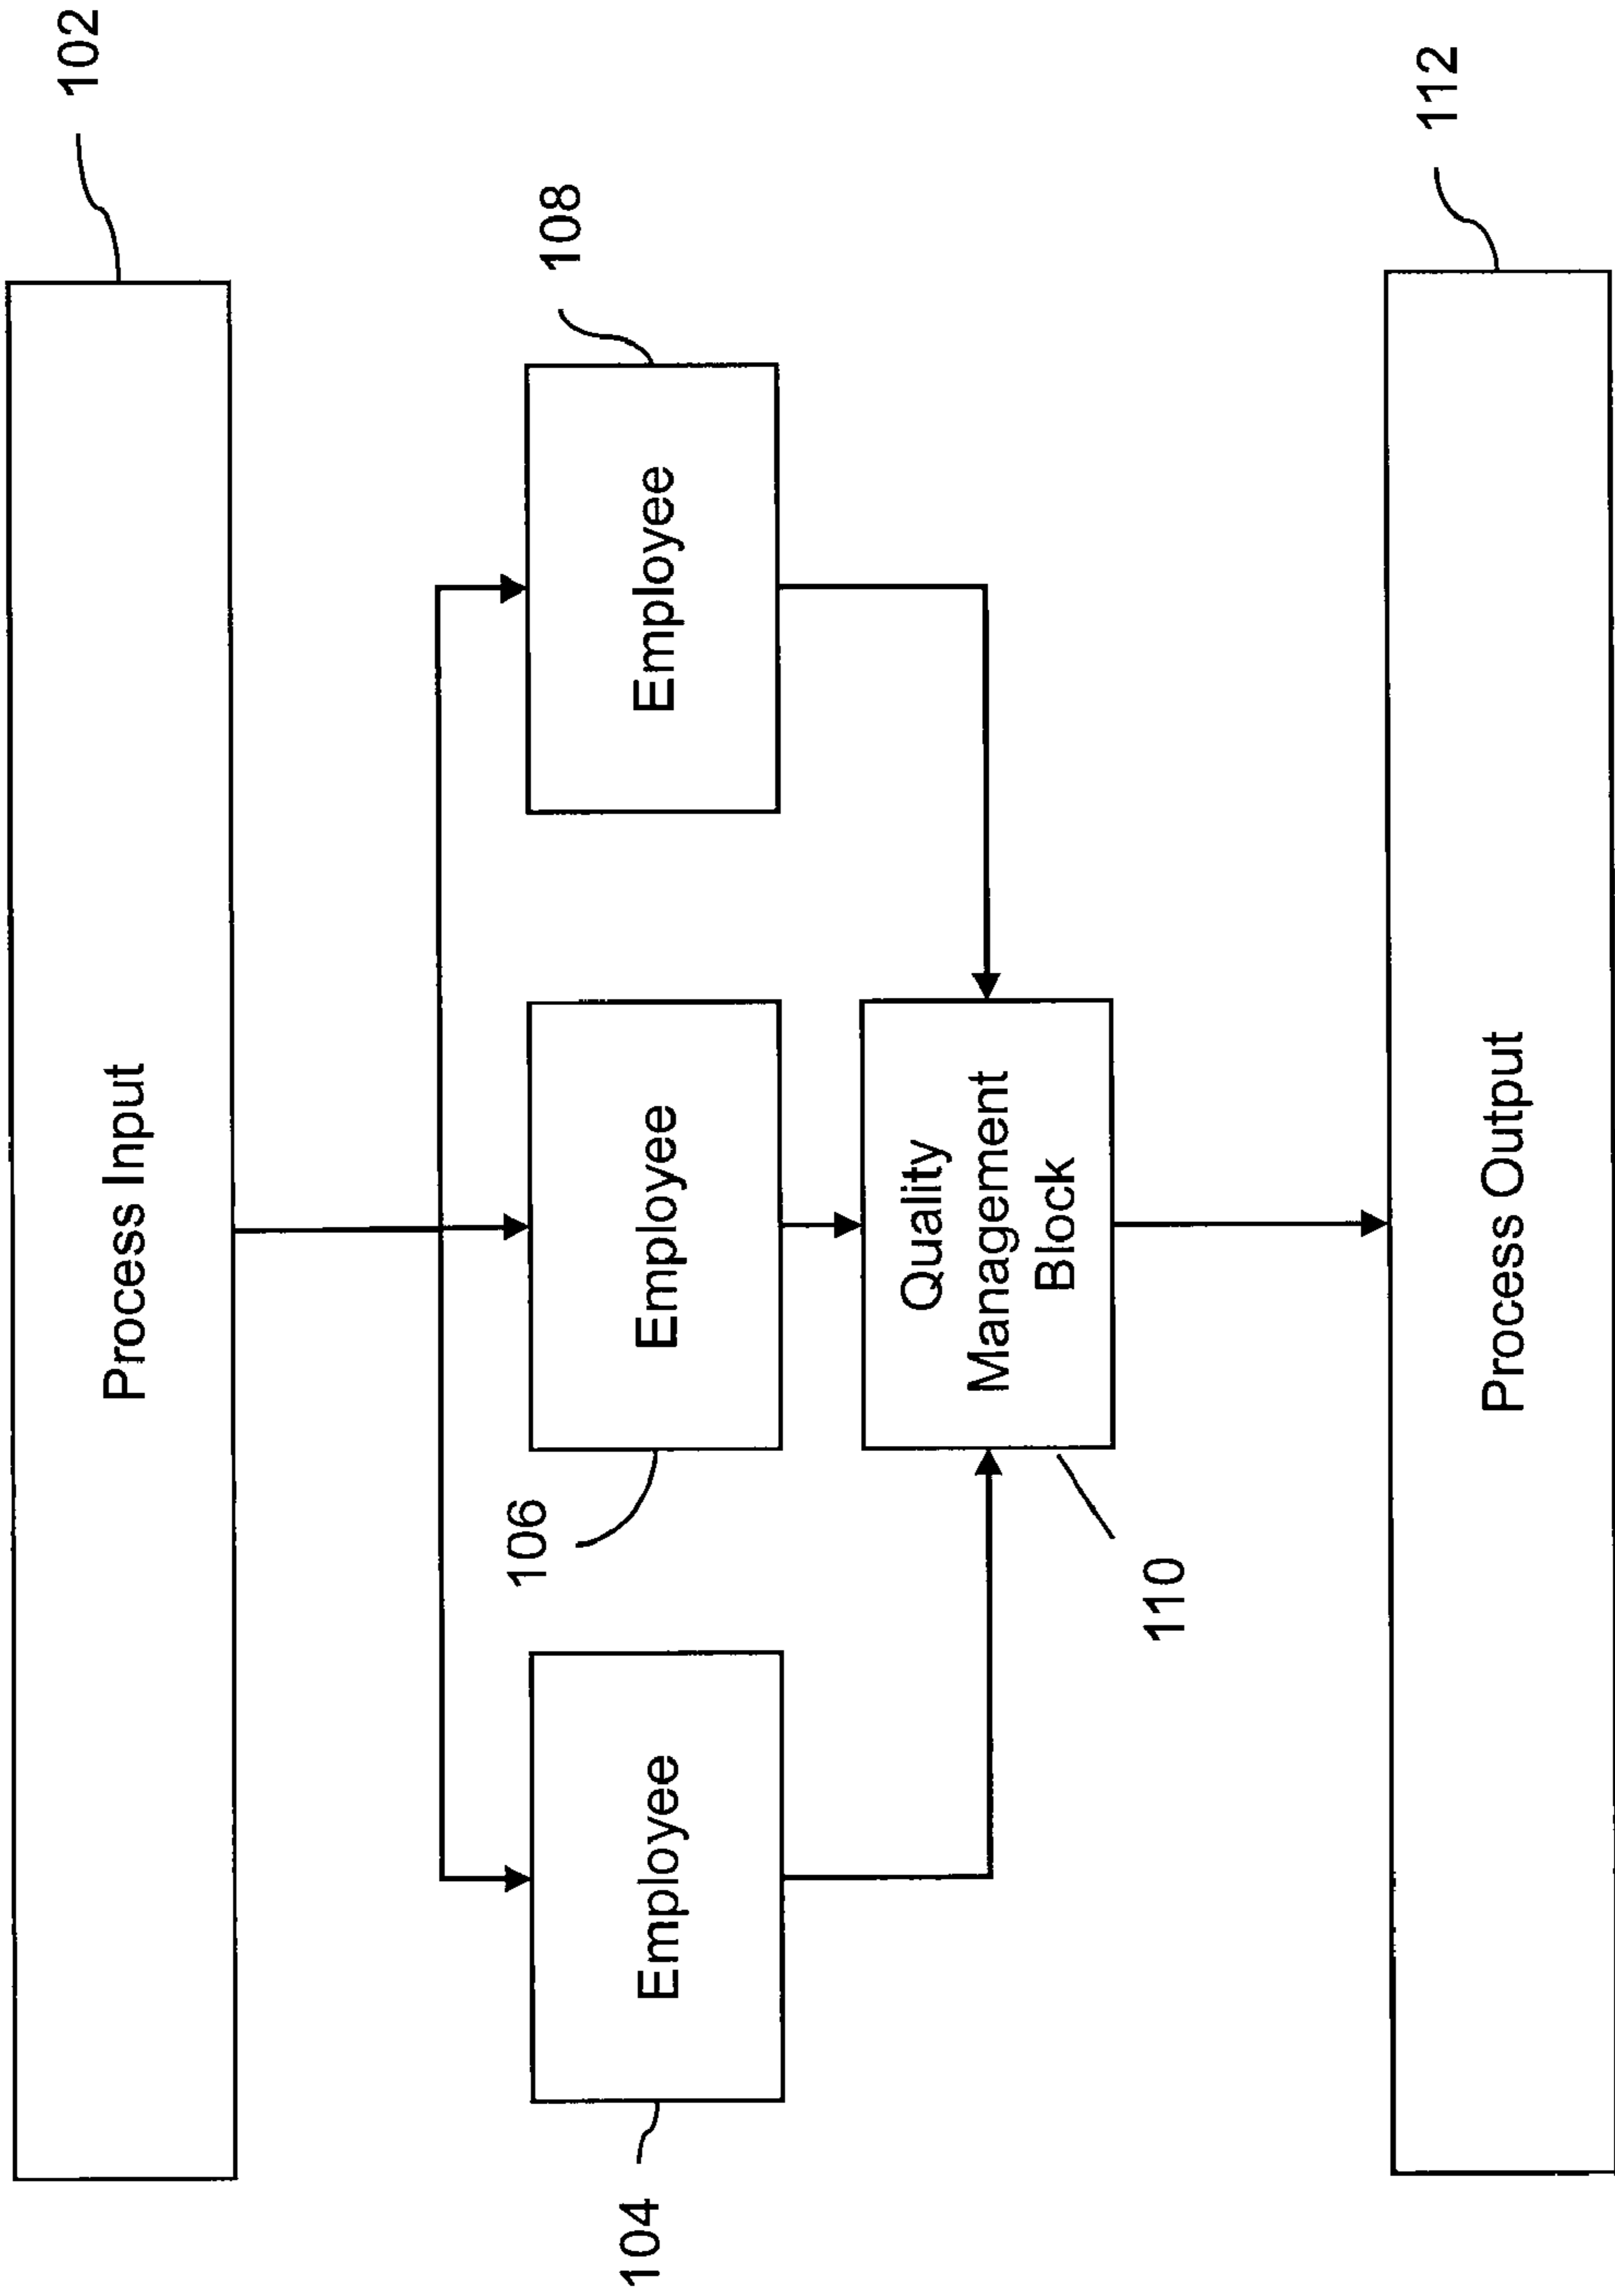 102
Process Input
108
Employee
Employee
106
Employee
104
Quality
Management
Block
110
112
Process Output